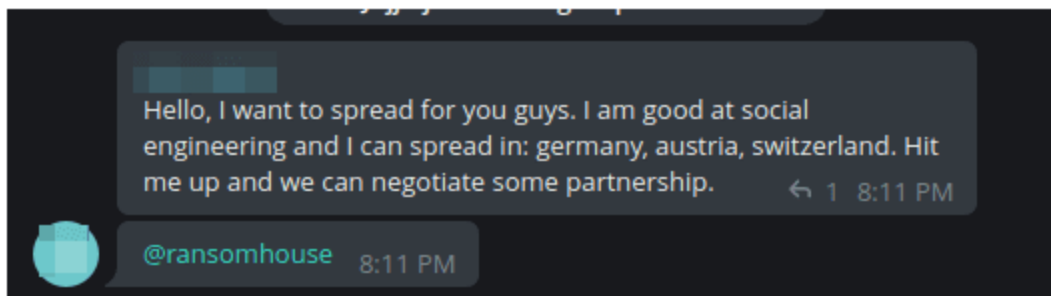 Hello, I want to spread for you guys. I am good at social
engineering and I can spread in: germany, austria, switzerland. Hit
me up and we can negotiate some partnership.
1 8:11 PM
@ransomhouse 8:11 PM